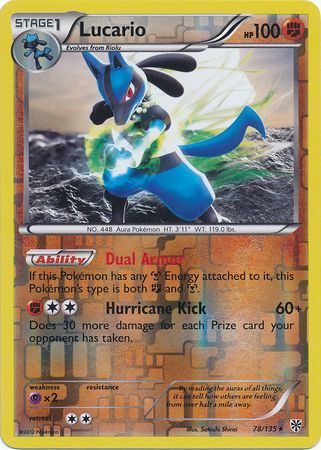 STAGE1
Lucario
HP100
Evolves from Riolu
NO. 448 Aura Pokémon HT: 3'11" WT: 119.0 lbs.
Ability Dual Armor
If this Pokémon has any Energy attached to it, this
Pokémon's type is both and .
Hurricane Kick 60+
Does 30 more damage for each Prize card your
opponent has taken.
weakness resistance
×2
retreat
By reading the auras of all things,
it can tell how others are feeling
from over half a mile away.
©2012 Pokémon
Illus. Satoshi Shirai
78/135★